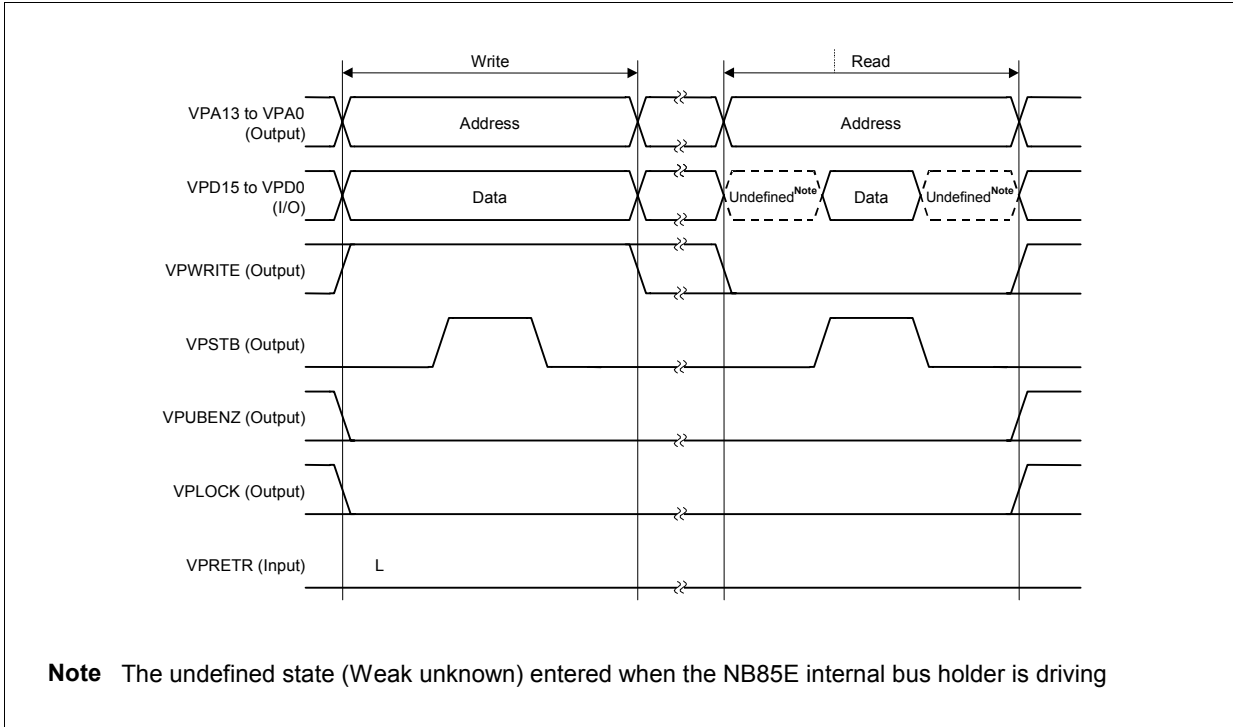 Write Read
VPA13 to VPA0
(Output)
Address Address
VPD15 to VPD0
(I/O)
Data Undefined Note Data Undefined Note
VPWRITE (Output)
VPSTB (Output)
VPUBENZ (Output)
VPLOCK (Output)
VPRETR (Input) L
Note The undefined state (Weak unknown) entered when the NB85E internal bus holder is driving